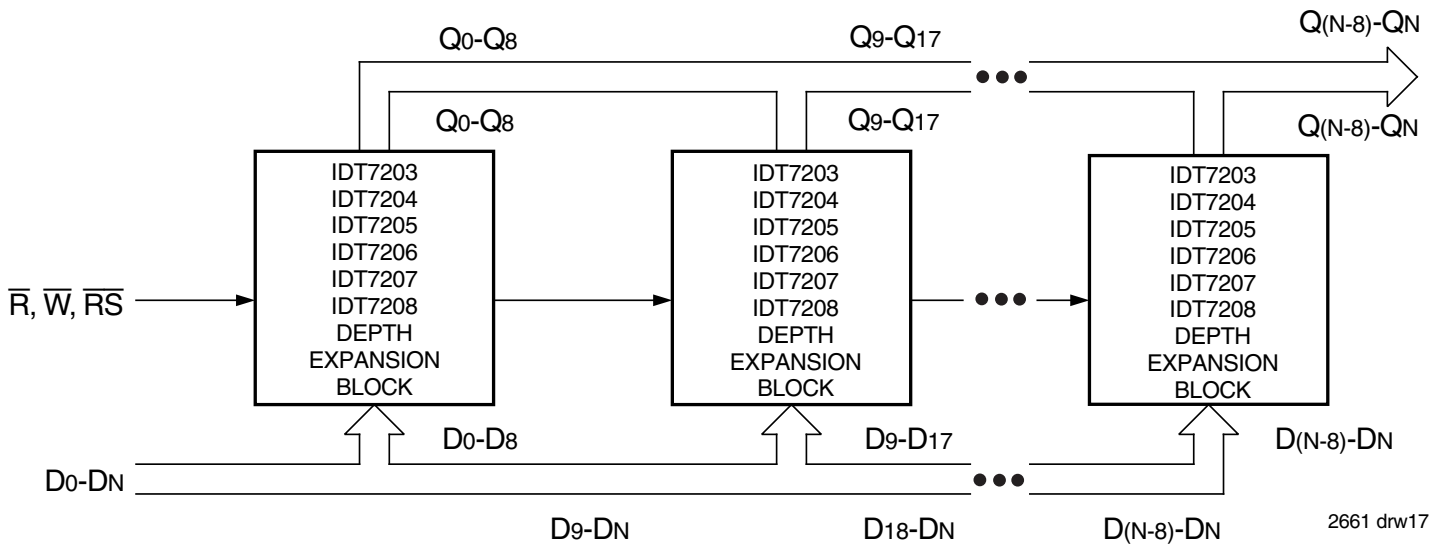 Q0-Q8
Q9-Q17
Q(N-8)-QN
Q0-Q8
Q9-Q17
Q(N-8)-QN
IDT7203
IDT7204
IDT7205
IDT7206
IDT7207
IDT7208
DEPTH
EXPANSION
BLOCK
IDT7203
IDT7204
IDT7205
IDT7206
IDT7207
IDT7208
DEPTH
EXPANSION
BLOCK
IDT7203
IDT7204
IDT7205
IDT7206
IDT7207
IDT7208
DEPTH
EXPANSION
BLOCK
R̅, W̅, R̅S̅
D0-D8
D9-D17
D(N-8)-DN
D0-DN
D9-DN
D18-DN
D(N-8)-DN
2661 drw17